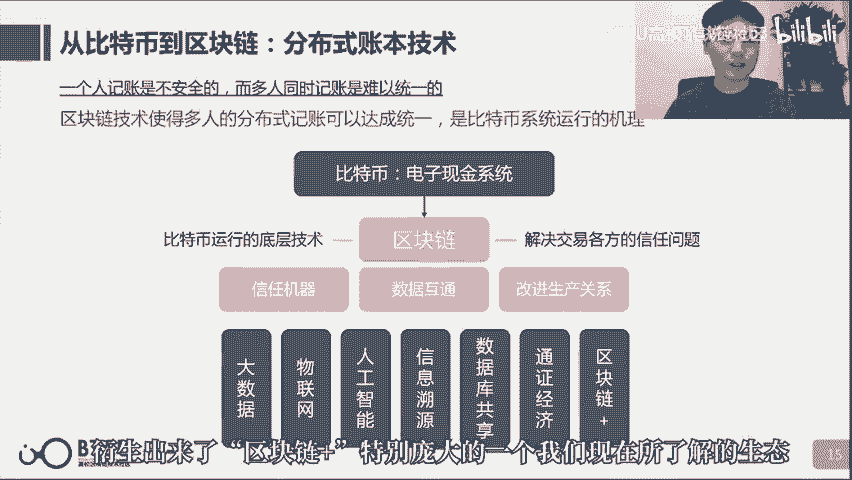 从比特币到区块链：分布式账本技术
bilibili
一个人记账是不安全的，而多人同时记账是难以统一的
区块链技术使得多人的分布式记账可以达成统一，是比特币系统运行的机理
比特币：电子现金系统
比特币运行的底层技术
区块链
解决交易各方的信任问题
信任机器
数据互通
改进生产关系
大数据
物联网
人工智能
信息溯源
数据库共享
通证经济
区块链+
衍生出来了“区块链+”特别庞大的一个我们现在所了解的生态
15